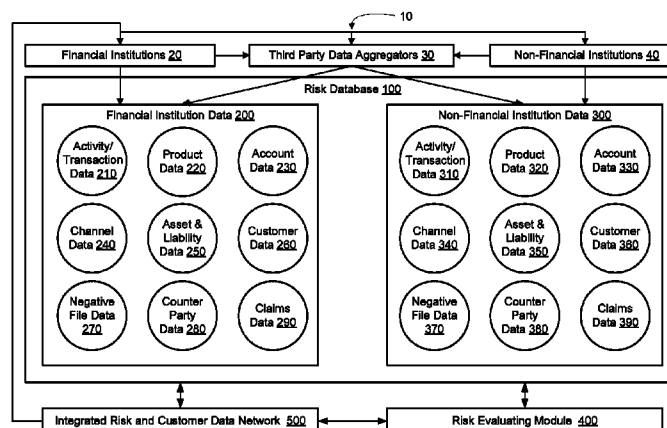 10
Financial Institutions 20
Third Party Data Aggregators 30
Non-Financial Institutions 40
Risk Database 100
Financial Institution Data 200
Activity/
Transaction
Data 210
Product
Data 220
Account
Data 230
Channel
Data 240
Asset &
Liability
Data 250
Customer
Data 260
Negative
File Data
270
Counter
Party
Data 280
Claims
Data 290
Non-Financial Institution Data 300
Activity/
Transaction
Data 310
Product
Data 320
Account
Data 330
Channel
Data 340
Asset &
Liability
Data 350
Customer
Data 360
Negative
File Data
370
Counter
Party
Data 380
Claims
Data 390
Integrated Risk and Customer Data Network 500
Risk Evaluating Module 400